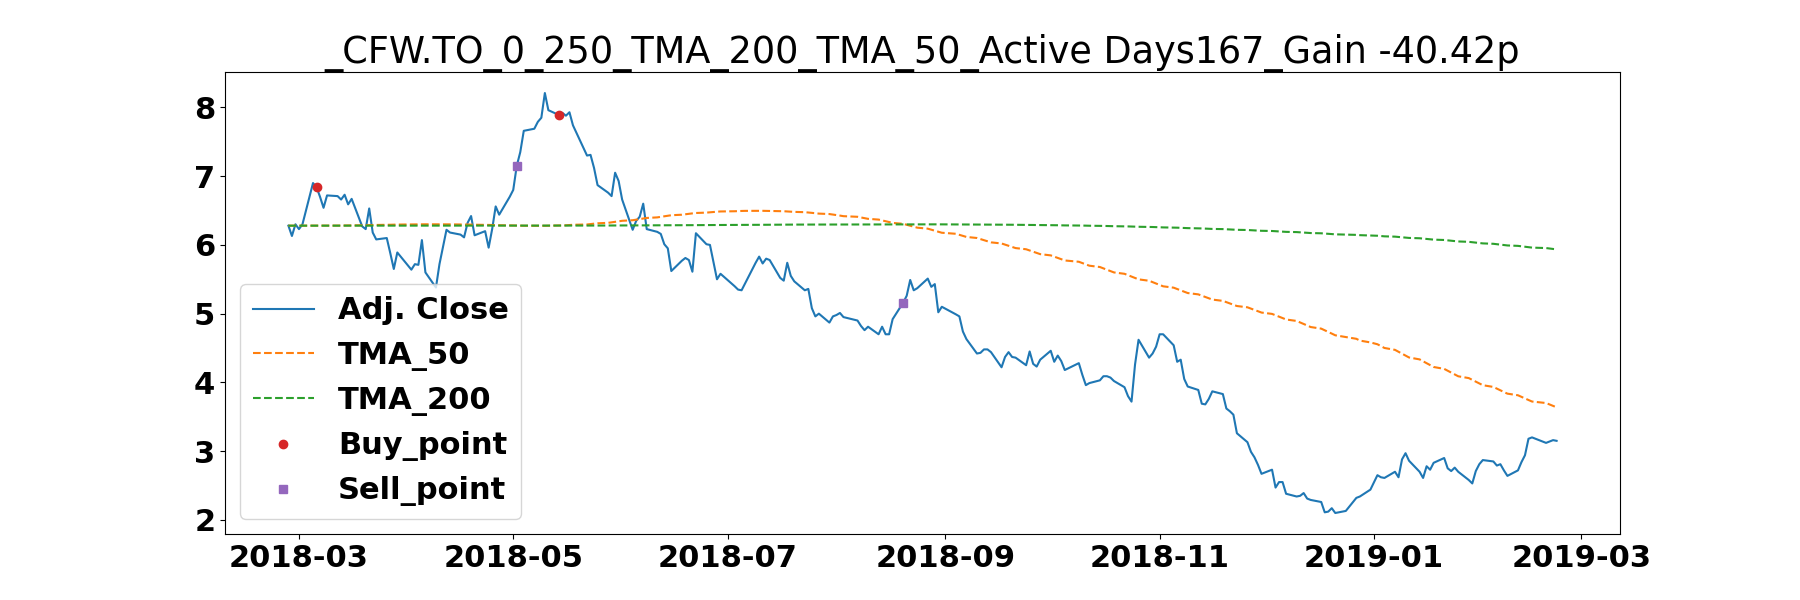 _CFW.TO_0_250_TMA_200_TMA_50_Active Days167_Gain -40.42p
8
7
6
5
4
3
2
Adj. Close
TMA_50
TMA_200
Buy_point
Sell_point
2018-03 2018-05 2018-07 2018-09 2018-11 2019-01 2019-03